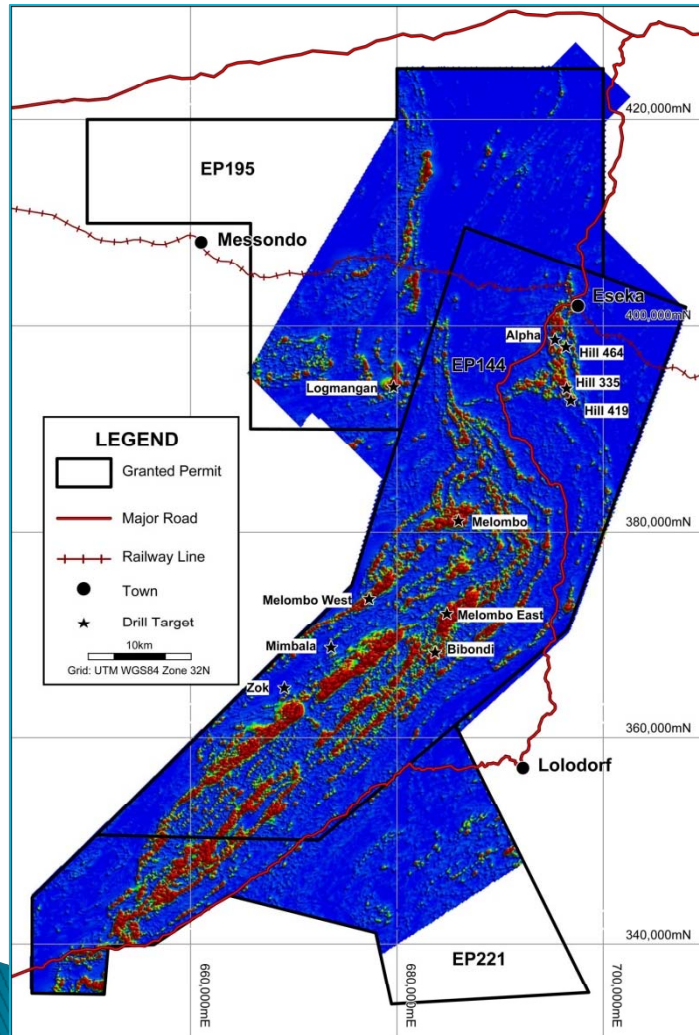 420,000mN
EP195
Messondo
Eseka
400,000mN
Alpha
Hill 464
EP144
Hill 335
Logmangan
Hill 419
LEGEND
Granted Permit
Major Road
Railway Line
Town
Drill Target
10km
Grid: UTM WGS84 Zone 32N
Melombo
380,000mN
Melombo West
Melombo East
Mimbala
Bibondi
Zok
360,000mN
Lolodorf
340,000mN
EP221
660,000mE
680,000mE
700,000mE